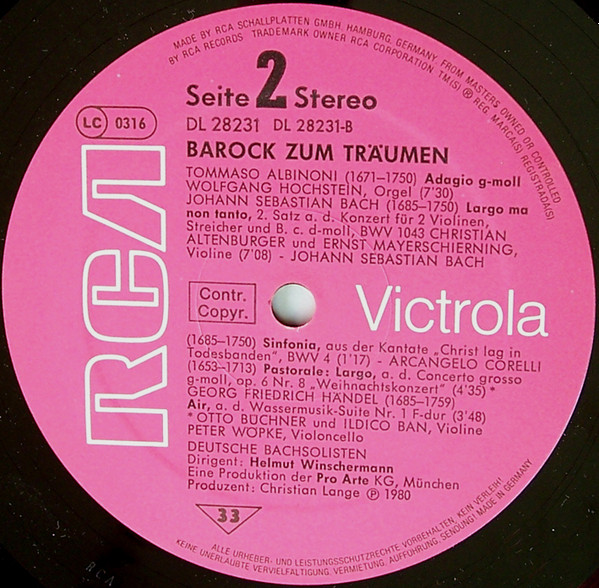 MADE BY RCA SCHALLPLATTEN GMBH, HAMBURG, GERMANY, FROM MASTERS OWNED OR CONTROLLED
BY RCA RECORDS TRADEMARK OWNER RCA CORPORATION TM(S) ® REG. MARCA(S) REGISTRADA(S)
Seite 2 Stereo
LC 0316
DL 28231 DL 28231-B
BAROCK ZUM TRÄUMEN
TOMMASO ALBINONI (1671–1750) Adagio g-moll
WOLFGANG HOCHSTEIN, Orgel (7'30)
JOHANN SEBASTIAN BACH (1685–1750) Largo ma
non tanto, 2. Satz a. d. Konzert für 2 Violinen,
Streicher und B. c. d-moll, BWV 1043 CHRISTIAN
ALTENBURGER und ERNST MAYERSCHIERNING,
Violine (7'08) - JOHANN SEBASTIAN BACH
RCA
Contr.
Copyr.
Victrola
(1685–1750) Sinfonia, aus der Kantate „Christ lag in
Todesbanden", BWV 4 (1'17) - ARCANGELO CORELLI
(1653–1713) Pastorale: Largo, a. d. Concerto grosso
g-moll, op. 6 Nr. 8 „Weihnachtskonzert" (4'35) *
GEORG FRIEDRICH HÄNDEL (1685–1759)
Air, a. d. Wassermusik-Suite Nr. 1 F-dur (3'48)
*OTTO BÜCHNER und ILDICO BAN, Violine
PETER WÖPKE, Violoncello
DEUTSCHE BACHSOLISTEN
Dirigent: Helmut Winschermann
Eine Produktion der Pro Arte KG, München
Produzent: Christian Lange ℗ 1980
33
ALLE URHEBER- UND LEISTUNGSSCHUTZRECHTE VORBEHALTEN. KEIN VERLEIH!
KEINE UNERLAUBTE VERVIELFÄLTIGUNG, VERMIETUNG, AUFFÜHRUNG, SENDUNG! MADE IN GERMANY
RCA